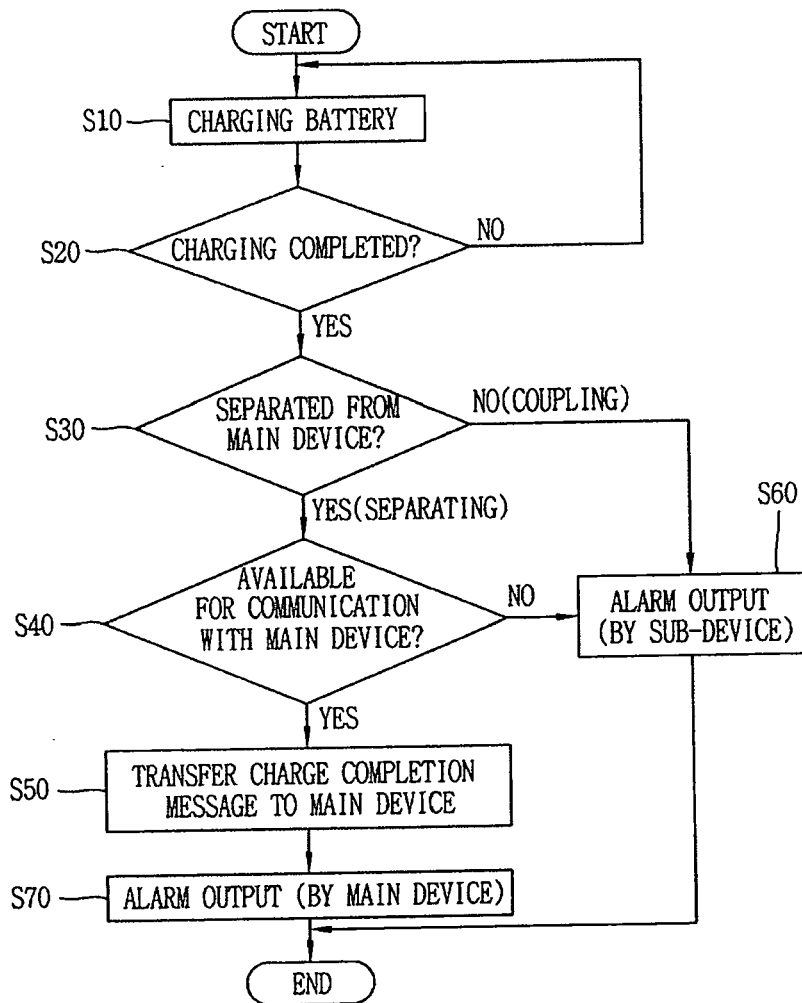 START
S10
CHARGING BATTERY
S20
CHARGING COMPLETED?
NO
YES
S30
SEPARATED FROM
MAIN DEVICE?
NO(COUPLING)
YES(SEPARATING)
S60
S40
AVAILABLE
FOR COMMUNICATION
WITH MAIN DEVICE?
NO
ALARM OUTPUT
(BY SUB-DEVICE)
YES
S50
TRANSFER CHARGE COMPLETION
MESSAGE TO MAIN DEVICE
S70
ALARM OUTPUT (BY MAIN DEVICE)
END